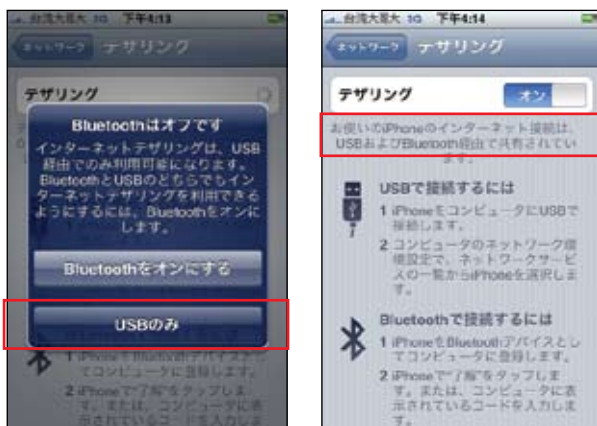 台湾大哥大 3G 下午4:13
ネットワーク テザリング
テザリング
Bluetoothはオフです
インターネットテザリングは、USB
経由でのみ利用可能になります。
BluetoothとUSBのどちらでもイン
ターネットテザリングを利用できる
ようにするには、Bluetoothをオンに
します。
Bluetoothをオンにする
USBのみ
1 iPhoneをBluetoothデバイスとし
てコンピュータに登録します。
2 iPhoneで"了解"をタップしま
す。または、コンピュータに表
示されているコードを入力しま
台湾大哥大 3G 下午4:14
ネットワーク テザリング
テザリング オン
お使いのiPhoneのインターネット接続は、
USBおよびBluetooth経由で共有されてい
ます。
USBで接続するには
1 iPhoneをコンピュータにUSBで
接続します。
2 コンピュータのネットワーク環
境設定で、ネットワークサービ
スの一覧からiPhoneを選択しま
す。
Bluetoothで接続するには
1 iPhoneをBluetoothデバイスとし
てコンピュータに登録します。
2 iPhoneで"了解"をタップしま
す。または、コンピュータに表
示されているコードを入力しま
す。